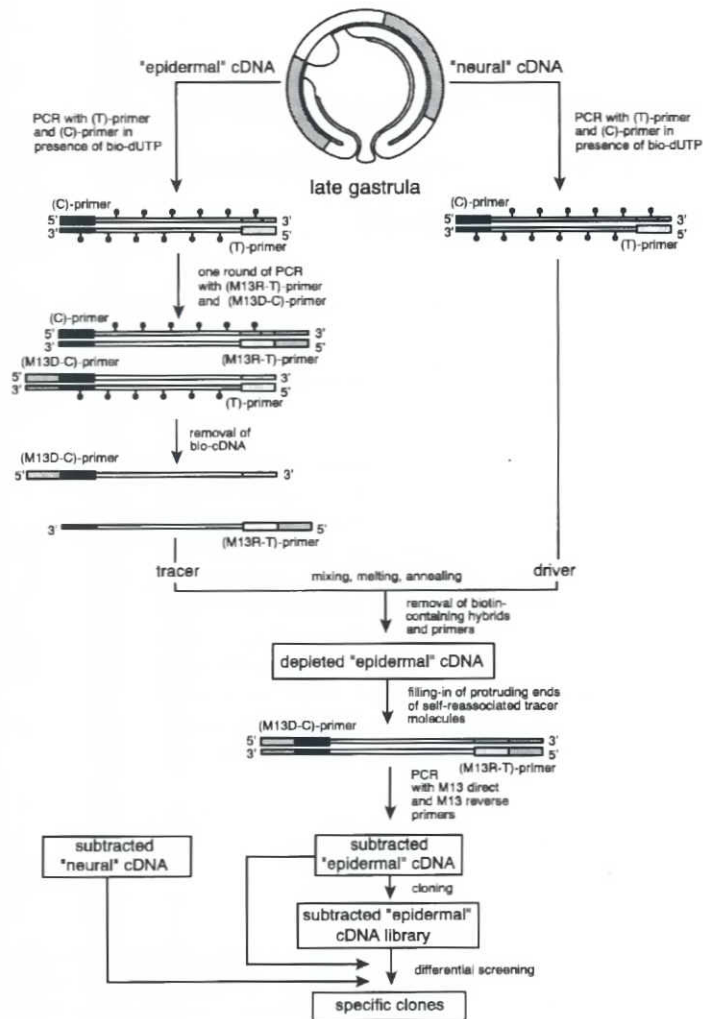 "epidermal" cDNA
"neural" cDNA
PCR with (T)-primer
and (C)-primer in
presence of bio-dUTP
PCR with (T)-primer
and (C)-primer in
presence of bio-dUTP
late gastrula
(C)-primer
5'
3'
3'
5'
(T)-primer
(C)-primer
5'
3'
3'
5'
(T)-primer
one round of PCR
with (M13R-T)-primer
and (M13D-C)-primer
(C)-primer
5'
3'
3'
5'
(M13D-C)-primer
(M13R-T)-primer
5'
3'
3'
5'
(T)-primer
removal of
bio-cDNA
(M13D-C)-primer
5'
3'
3'
5'
(M13R-T)-primer
tracer
mixing, melting, annealing
driver
removal of biotin-
containing hybrids
and primers
depleted "epidermal" cDNA
filling-in of protruding ends
of self-reassociated tracer
molecules
(M13D-C)-primer
5'
3'
3'
5'
(M13R-T)-primer
PCR
with M13 direct
and M13 reverse
primers
subtracted
"neural" cDNA
subtracted
"epidermal" cDNA
cloning
subtracted "epidermal"
cDNA library
differential screening
specific clones